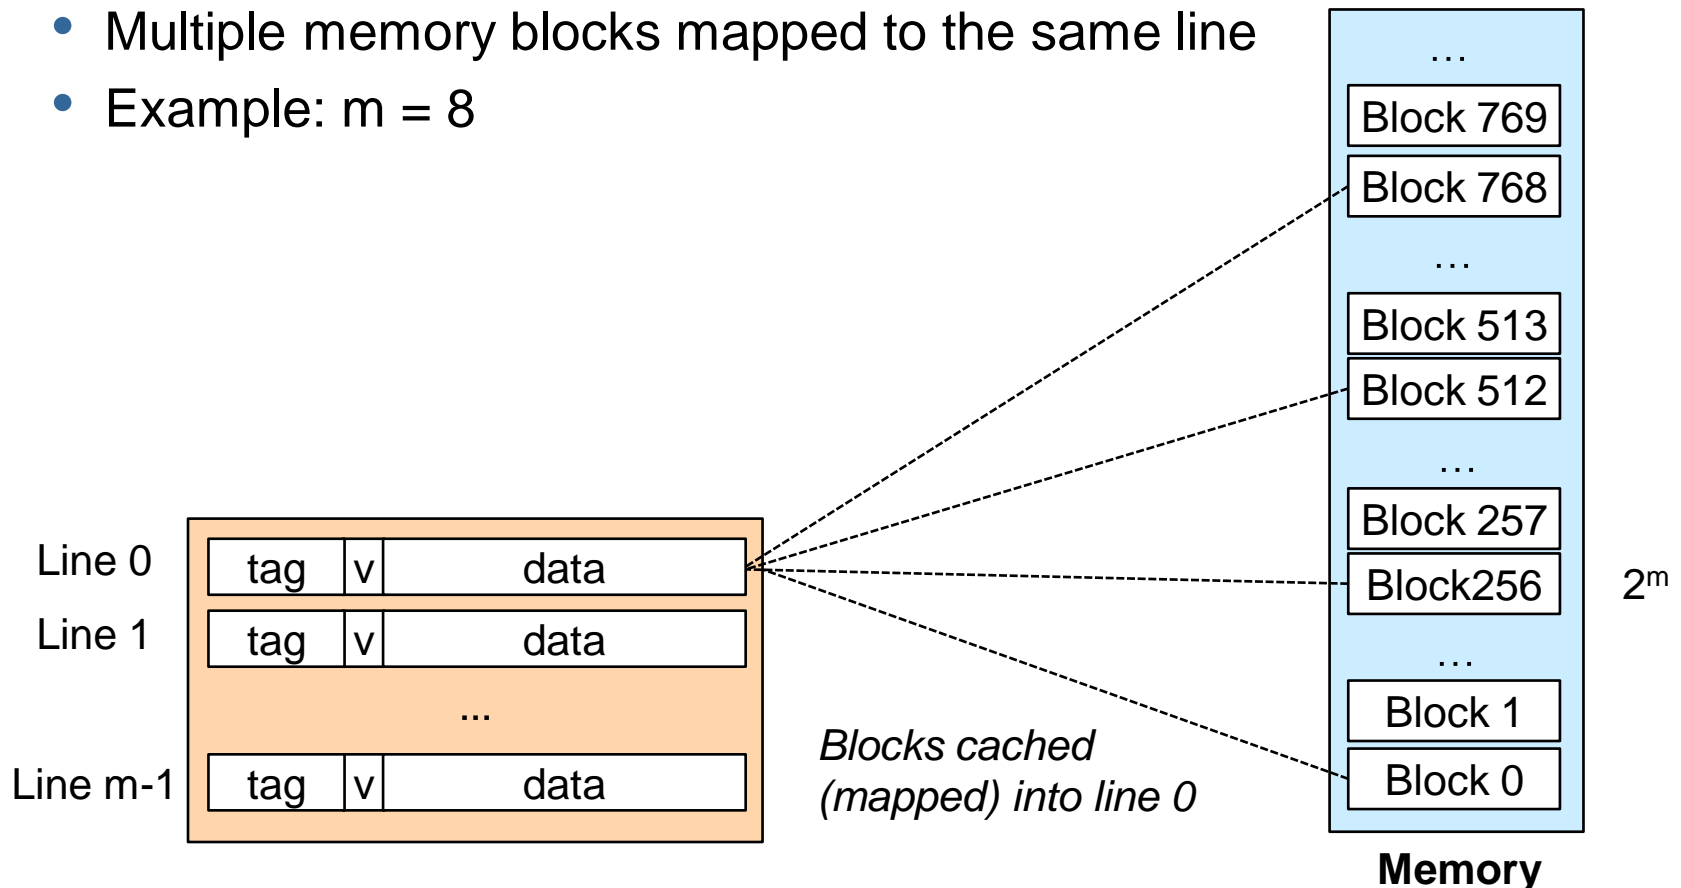 • Multiple memory blocks mapped to the same line
• Example: m = 8
...
Block 769
Block 768
...
Block 513
Block 512
...
Block 257
Block256
2^m
...
Block 1
Block 0
Memory
Line 0
tag v data
Line 1
tag v data
...
Line m-1
tag v data
Blocks cached
(mapped) into line 0